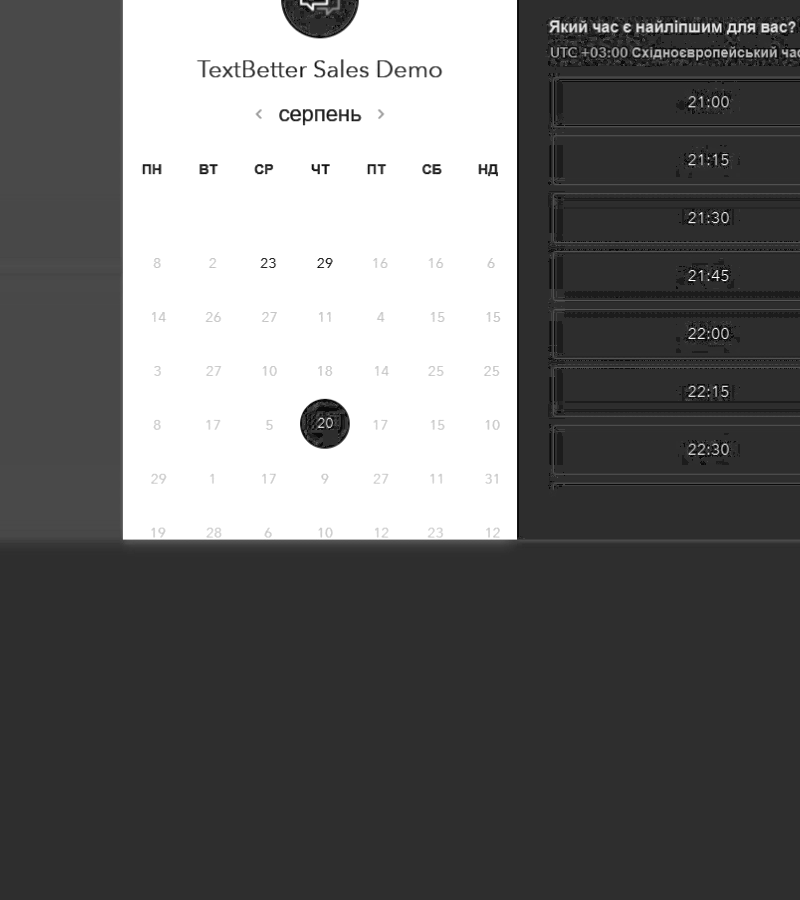 TextBetter Sales Demo
серпень
ПН ВТ СР ЧТ ПТ СБ НД
8 2 23 29 16 16 6
14 26 27 11 4 15 15
3 27 10 18 14 25 25
8 17 5 20 17 15 10
29 1 17 9 27 11 31
19 28 6 10 12 23 12
Який час є найліпшим для вас?
UTC +03:00 Східноєвропейський
21:00
21:15
21:30
21:45
22:00
22:15
22:30